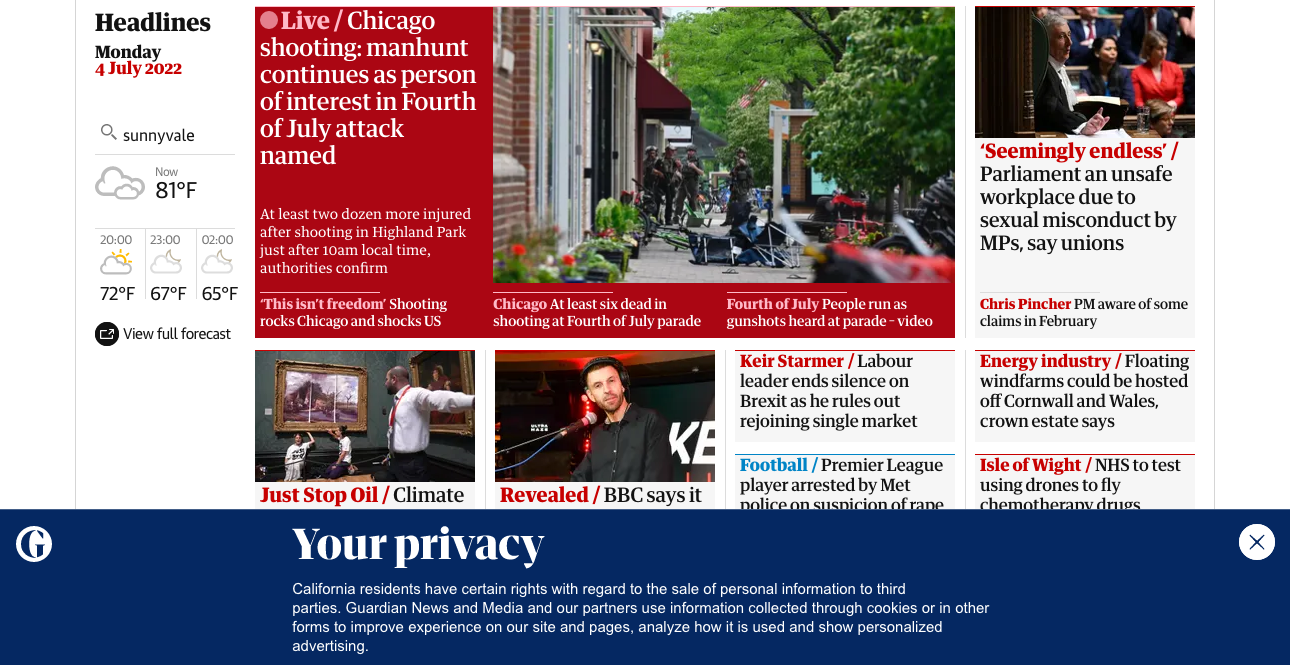 Headlines
Monday
4 July 2022
sunnyvale
Now
81°F
20:00
23:00
02:00
72°F
67°F
65°F
View full forecast
Live / Chicago
shooting: manhunt
continues as person
of interest in Fourth
of July attack
named
At least two dozen more injured
after shooting in Highland Park
just after 10am local time,
authorities confirm
‘This isn’t freedom’ Shooting
rocks Chicago and shocks US
Chicago At least six dead in
shooting at Fourth of July parade
Fourth of July People run as
gunshots heard at parade – video
‘Seemingly endless’ /
Parliament an unsafe
workplace due to
sexual misconduct by
MPs, say unions
Chris Pincher PM aware of some
claims in February
Just Stop Oil / Climate
ULTRA
KE
Revealed / BBC says it
Keir Starmer / Labour
leader ends silence on
Brexit as he rules out
rejoining single market
Football / Premier League
player arrested by Met
police on suspicion of rape
Energy industry / Floating
windfarms could be hosted
off Cornwall and Wales,
crown estate says
Isle of Wight / NHS to test
using drones to fly
chemotherapy drugs
G
Your privacy
California residents have certain rights with regard to the sale of personal information to third
parties. Guardian News and Media and our partners use information collected through cookies or in other
forms to improve experience on our site and pages, analyze how it is used and show personalized
advertising.